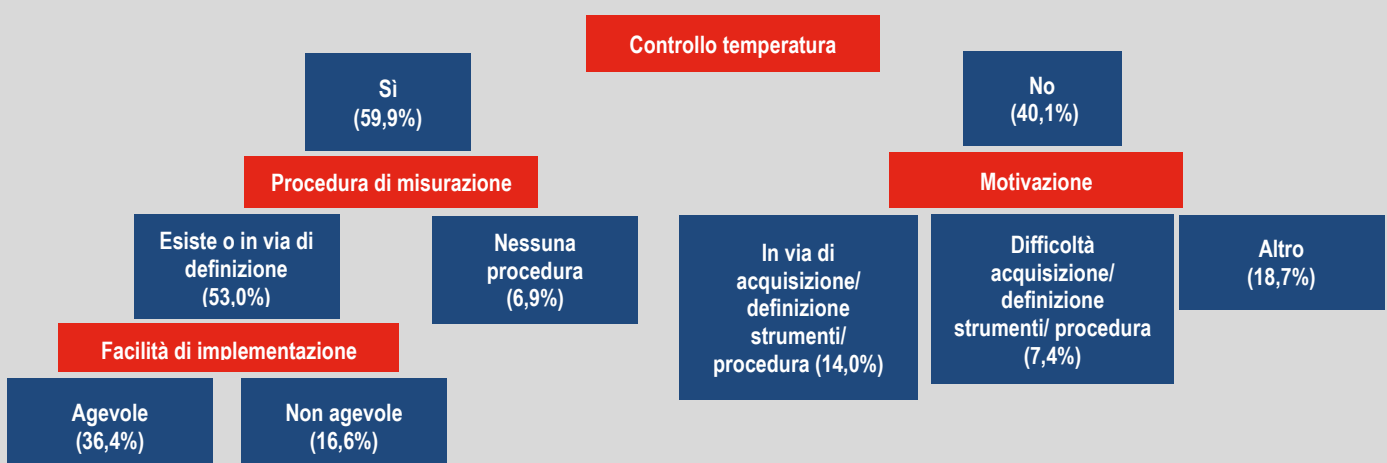 Controllo temperatura
Sì
(59,9%)
No
(40,1%)
Procedura di misurazione
Motivazione
Esiste o in via di
definizione
(53,0%)
Nessuna
procedura
(6,9%)
In via di
acquisizione/
definizione
strumenti/
procedura (14,0%)
Difficoltà
acquisizione/
definizione
strumenti/ procedura
(7,4%)
Altro
(18,7%)
Facilità di implementazione
Agevole
(36,4%)
Non agevole
(16,6%)